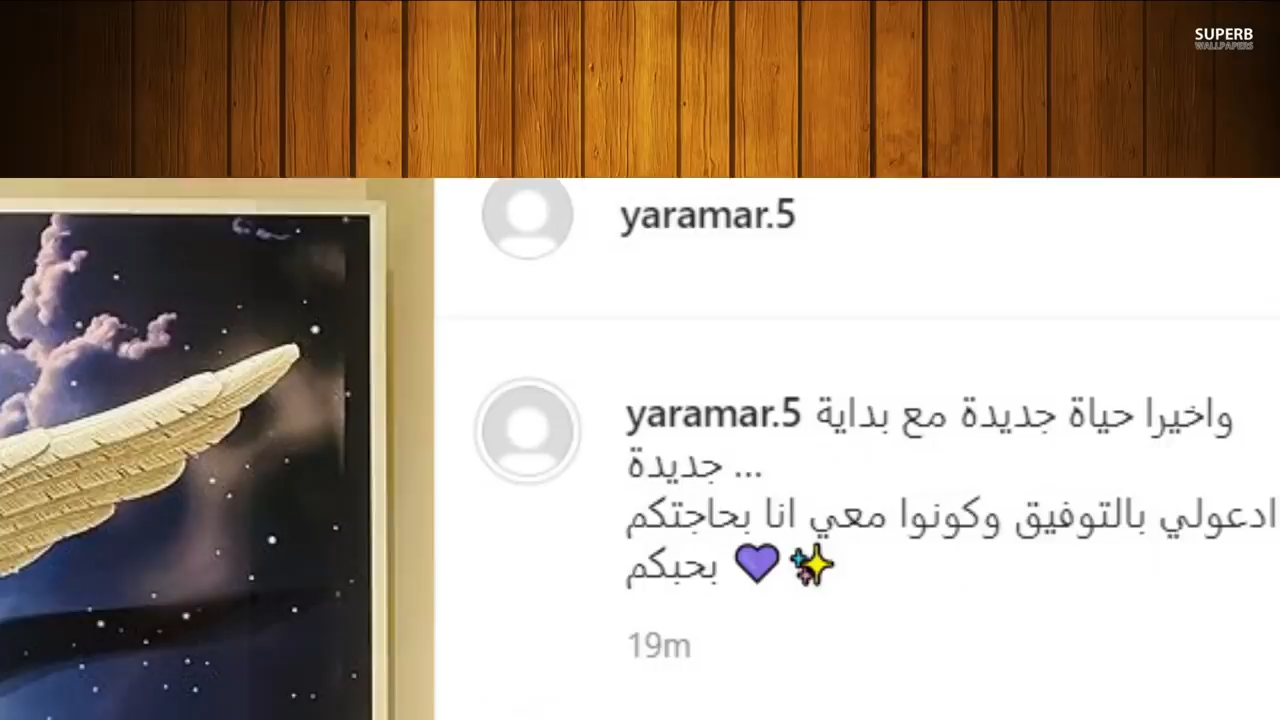 SUPERB
WALLPAPERS
yaramar.5
yaramar.5 واخيرا حياة جديدة مع بداية
جديدة ...
ادعولي بالتوفيق وكونوا معي انا بحاجتكم
بحبكم 💜 ✨
19m